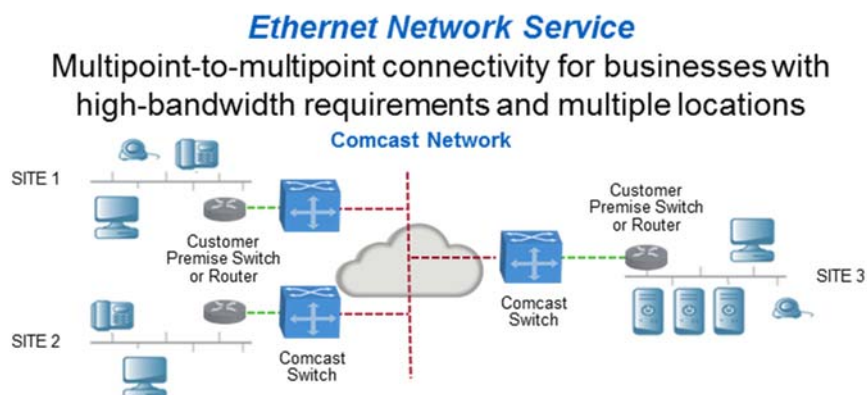 Ethernet Network Service
Multipoint-to-multipoint connectivity for businesses with
high-bandwidth requirements and multiple locations
Comcast Network
SITE 1
Customer
Premise Switch
or Router
Customer
Premise Switch
or Router
SITE 3
Comcast
Switch
SITE 2
Comcast
Switch